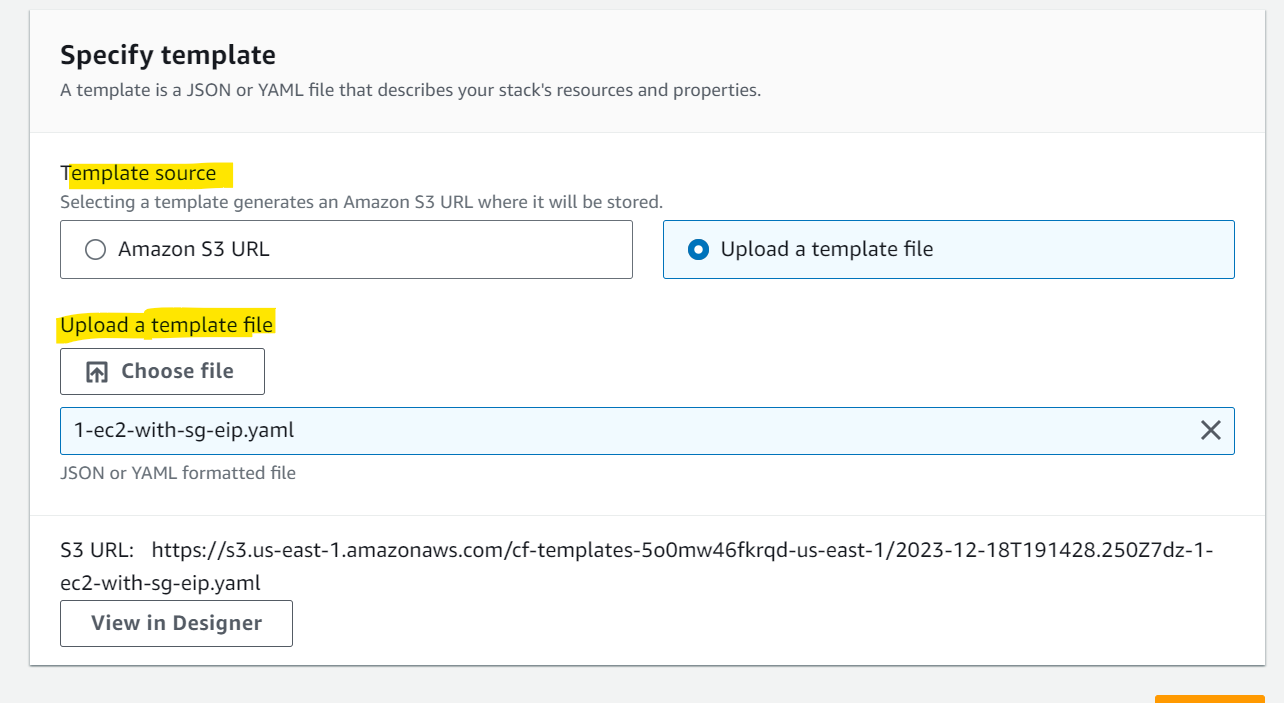 Specify template
A template is a JSON or YAML file that describes your stack's resources and properties.
Template source
Selecting a template generates an Amazon S3 URL where it will be stored.
Amazon S3 URL
Upload a template file
Upload a template file
Choose file
1-ec2-with-sg-eip.yaml
JSON or YAML formatted file
S3 URL: https://s3.us-east-1.amazonaws.com/cf-templates-5o0mw46fkrqd-us-east-1/2023-12-18T191428.250Z7dz-1-
ec2-with-sg-eip.yaml
View in Designer